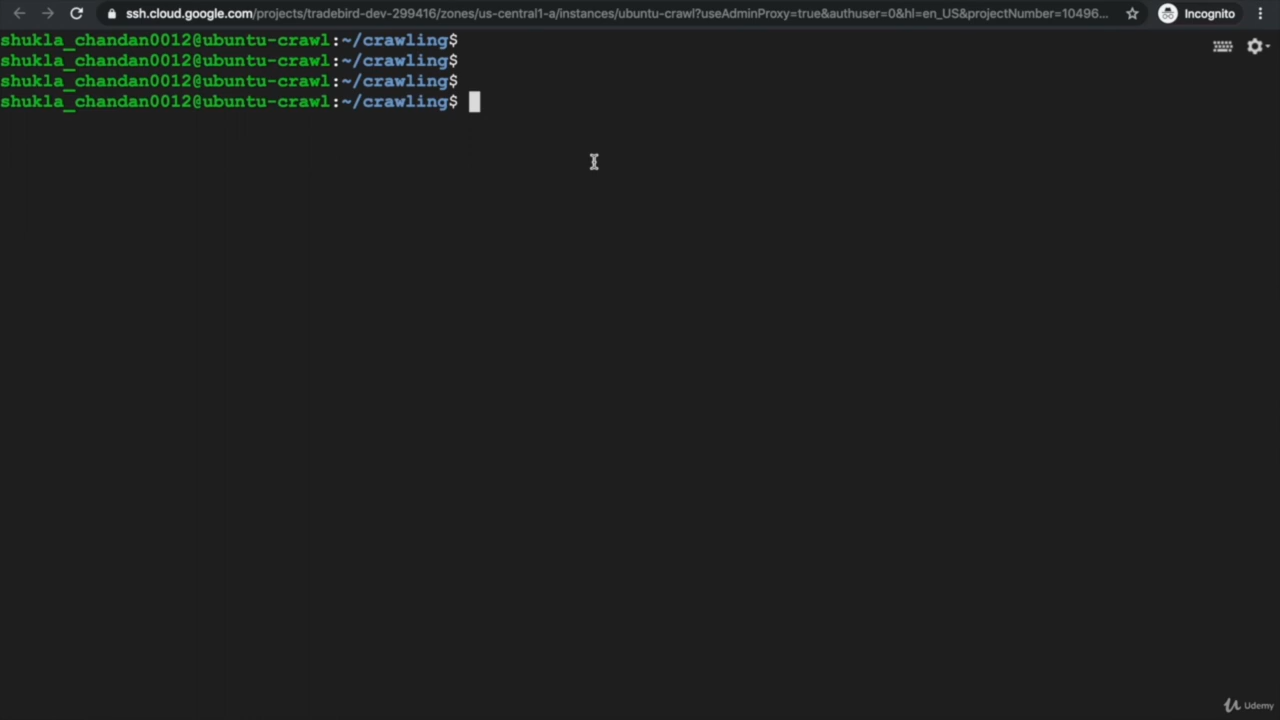 ssh.cloud.google.com/projects/tradebird-dev-299416/zones/us-central1-a/instances/ubuntu-crawl?useAdminProxy=true&authuser=0&hl=en_US&projectNumber=10496... Incognito
shukla_chandan0012@ubuntu-crawl:~/crawling$
shukla_chandan0012@ubuntu-crawl:~/crawling$
shukla_chandan0012@ubuntu-crawl:~/crawling$
shukla_chandan0012@ubuntu-crawl:~/crawling$
Udemy